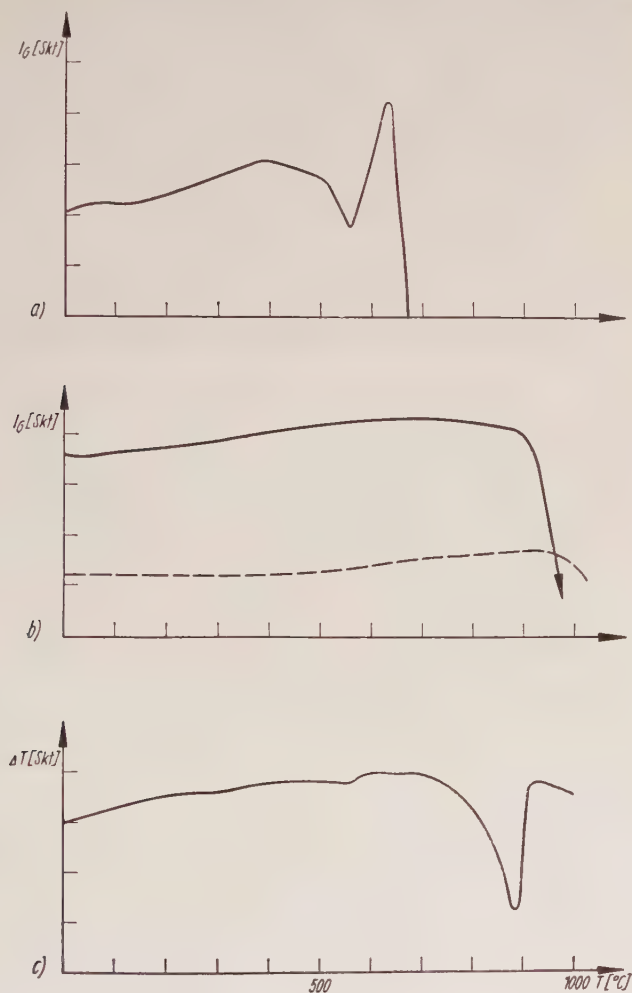 I_G [Skt]
a)
I_G [Skt]
b)
ΔT [Skt]
c)
500
1000 T [°C]